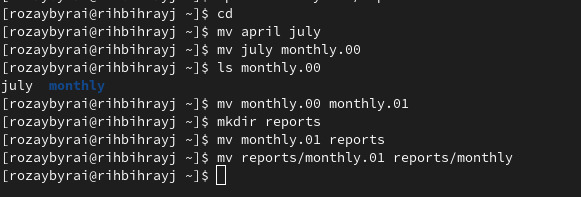 [rozaybyrai@rihbihrayj ~]$ cd
[rozaybyrai@rihbihrayj ~]$ mv april july
[rozaybyrai@rihbihrayj ~]$ mv july monthly.00
[rozaybyrai@rihbihrayj ~]$ ls monthly.00
july  monthly
[rozaybyrai@rihbihrayj ~]$ mv monthly.00 monthly.01
[rozaybyrai@rihbihrayj ~]$ mkdir reports
[rozaybyrai@rihbihrayj ~]$ mv monthly.01 reports
[rozaybyrai@rihbihrayj ~]$ mv reports/monthly.01 reports/monthly
[rozaybyrai@rihbihrayj ~]$